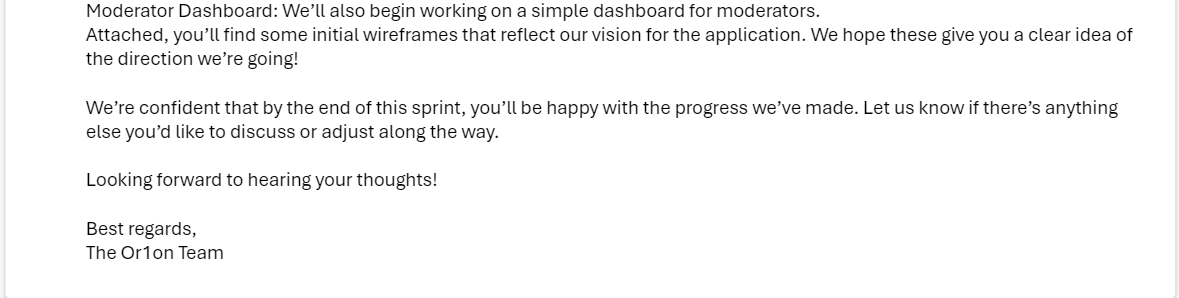 Moderator Dashboard: We’ll also begin working on a simple dashboard for moderators.
Attached, you’ll find some initial wireframes that reflect our vision for the application. We hope these give you a clear idea of
the direction we’re going!
We’re confident that by the end of this sprint, you’ll be happy with the progress we’ve made. Let us know if there’s anything
else you’d like to discuss or adjust along the way.
Looking forward to hearing your thoughts!
Best regards,
The Or1on Team